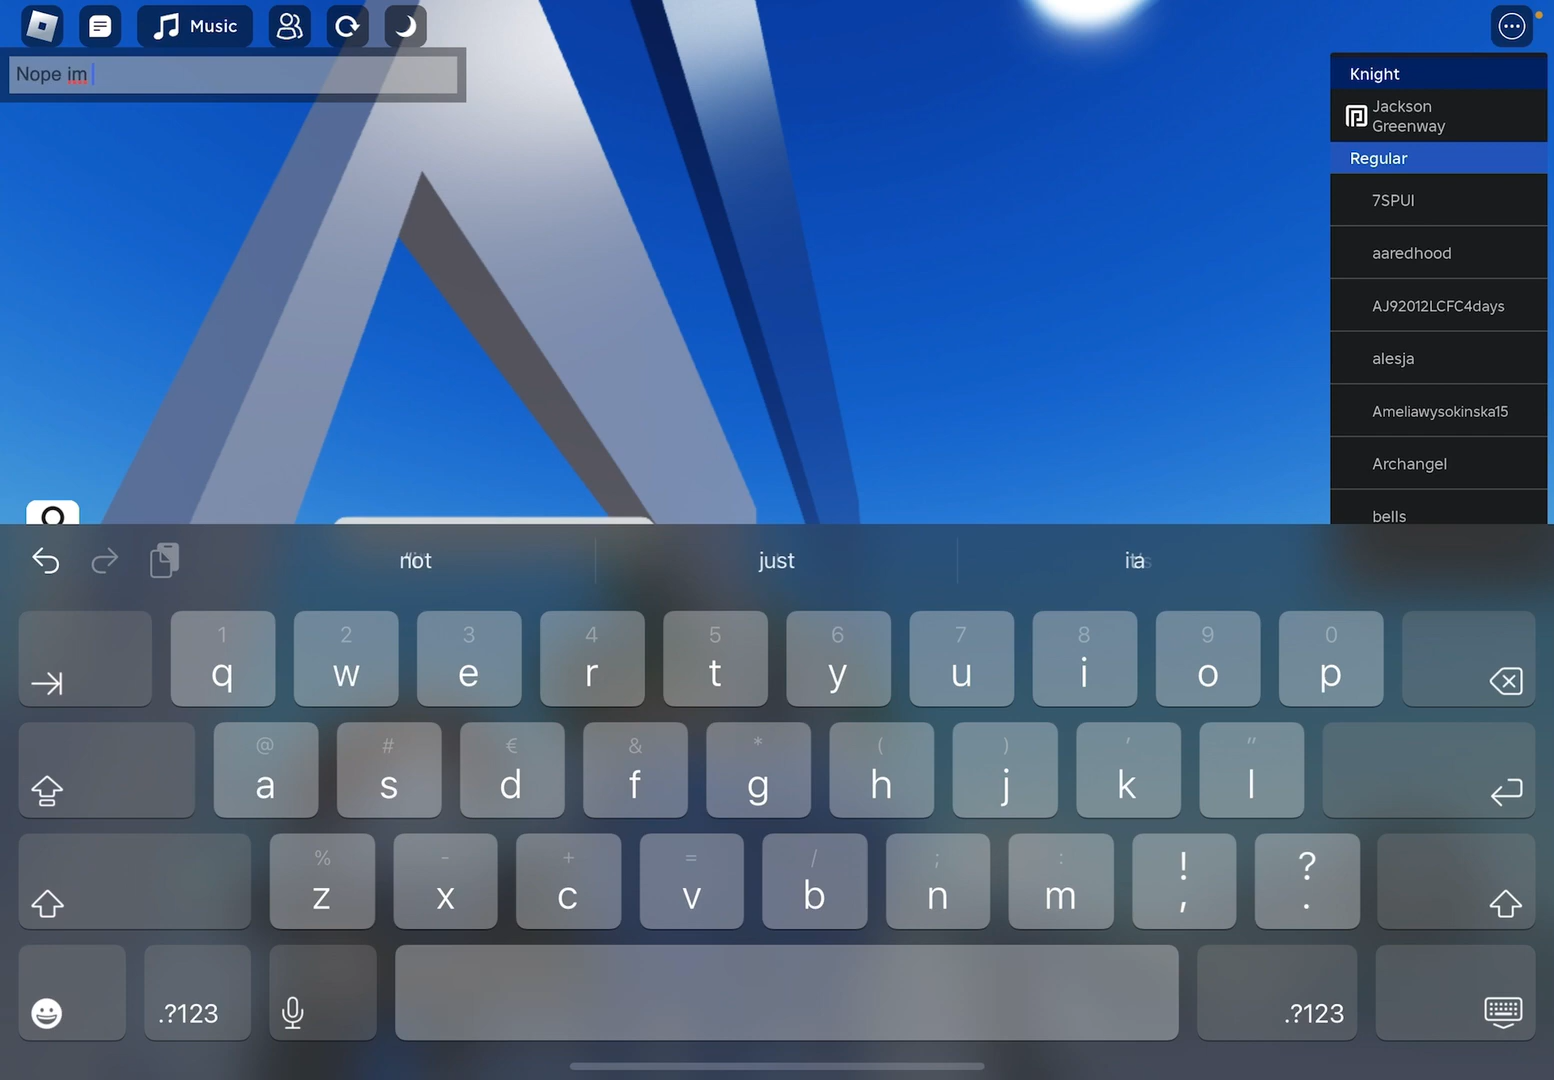 Music
Nope im
Knight
Jackson
Greenway
Regular
7SPUI
aaredhood
AJ92012LCFC4days
alesja
Ameliawysokinska15
Archangel
bells
not just
1 2 3 4 5 6 7 8 9 0
q w e r t y u i o p
@ # € & * ( ) ' "
a s d f g h j k l
% - + = / ; : ! ?
z x c v b n m , .
.?123 .?123